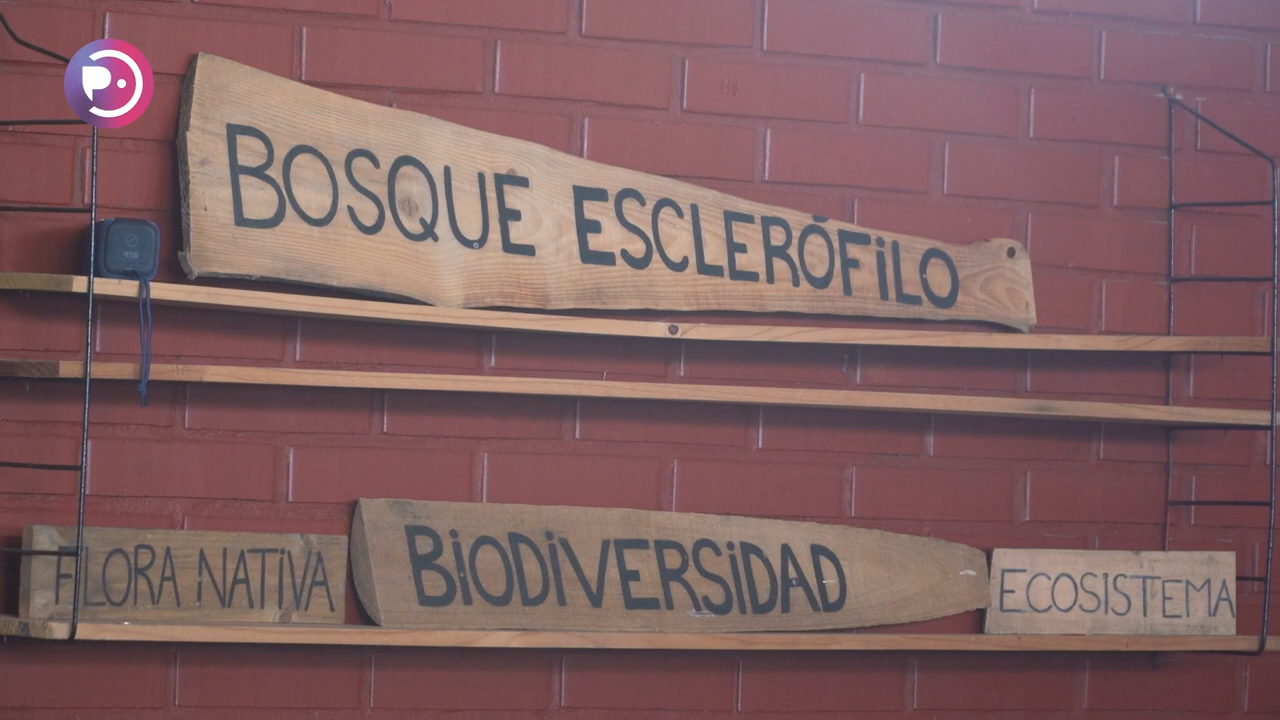 BOSQUE ESCLERÓFiLO
FLORA NATiVA
BiODiVERSiDAD
ECOSISTEMA